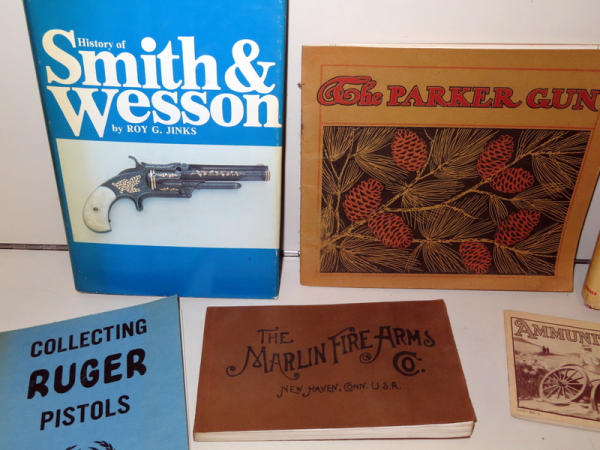 History of
Smith &
Wesson
by ROY G. JINKS
The PARKER GUN
COLLECTING
RUGER
PISTOLS
THE
MARLIN FIRE ARMS
CO.
NEW HAVEN, CONN. U.S.A.
AMMUNI